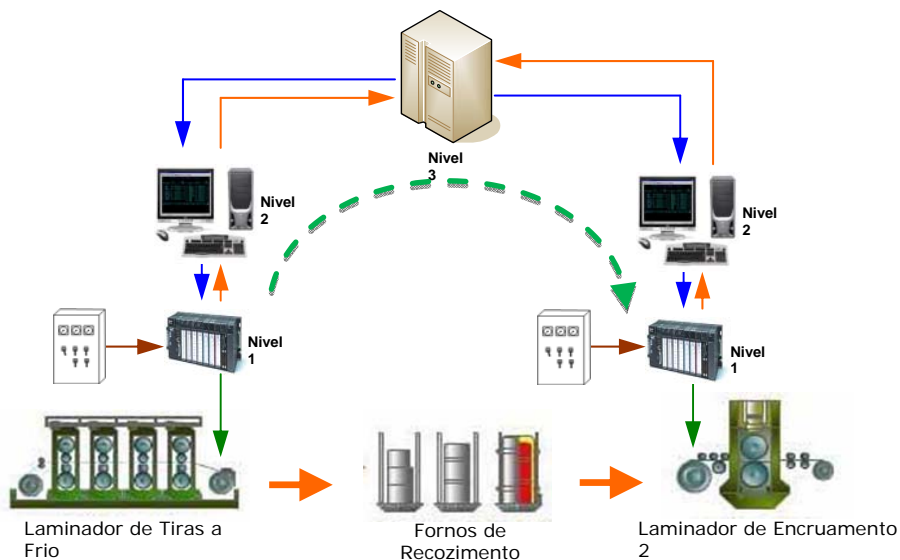 Nivel
3
Nivel
2
Nivel
2
Nivel
1
Nivel
1
Laminador de Tiras a
Frio
Fornos de
Recozimento
Laminador de Encruamento
2